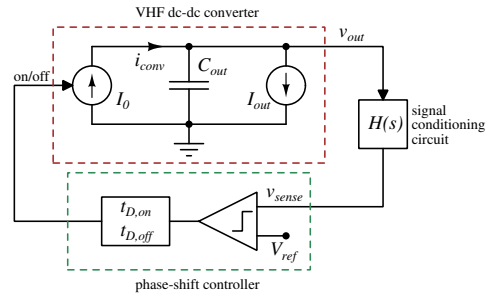 VHF dc-dc converter
v_out
on/off
i_conv
C_out
I_0
I_out
H(s)
signal
conditioning
circuit
t_D,on
t_D,off
v_sense
V_ref
phase-shift controller